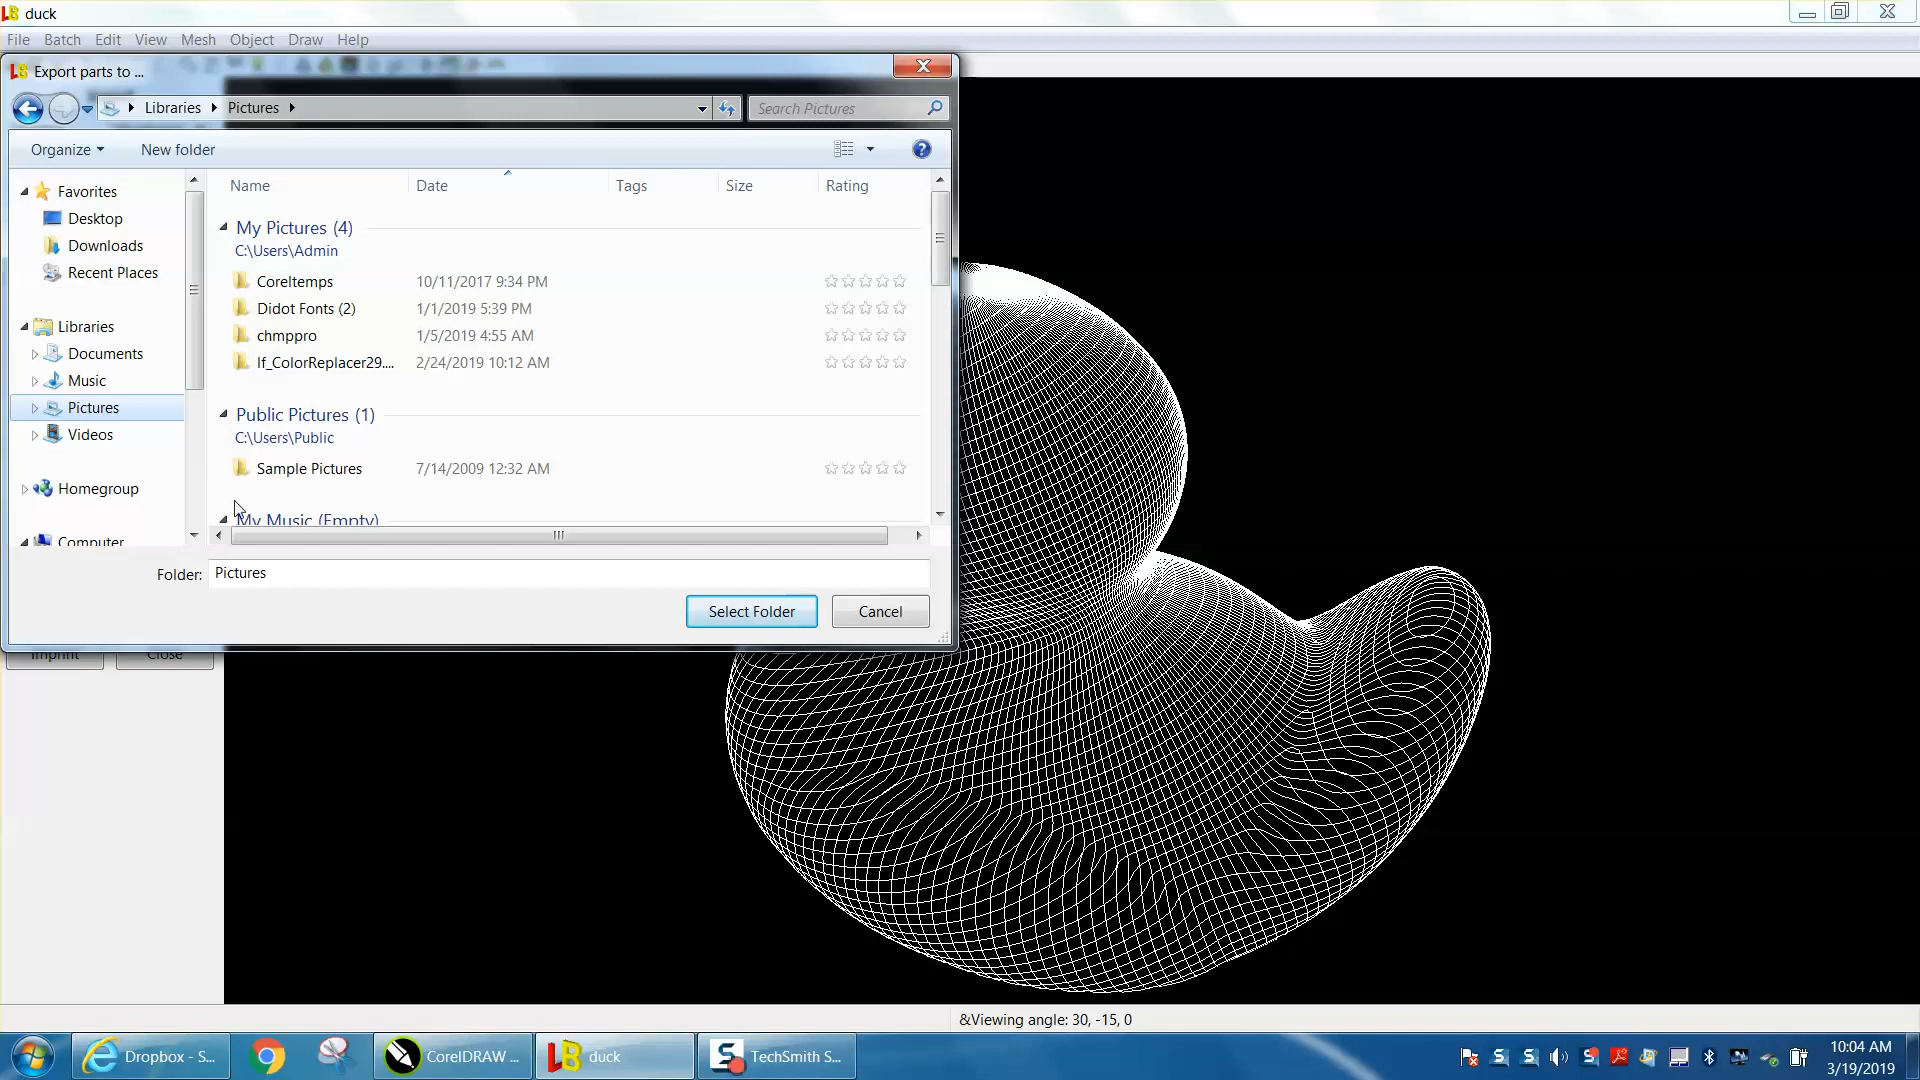 duck
File Batch Edit View Mesh Object Draw Help
Export parts to ...
Libraries Pictures
Search Pictures
Organize New folder
Name Date Tags Size Rating
Favorites
Desktop
Downloads
Recent Places
Libraries
Documents
Music
Pictures
Videos
Homegroup
Computer
My Pictures (4)
C:\Users\Admin
Coreltemps 10/11/2017 9:34 PM
Didot Fonts (2) 1/1/2019 5:39 PM
chmppro 1/5/2019 4:55 AM
If_ColorReplacer29.... 2/24/2019 10:12 AM
Public Pictures (1)
C:\Users\Public
Sample Pictures 7/14/2009 12:32 AM
My Music (Empty)
Folder: Pictures
Select Folder Cancel
Imprint Close
&Viewing angle: 30, -15, 0
Dropbox - S... CorelDRAW ... duck TechSmith S...
10:04 AM
3/19/2019